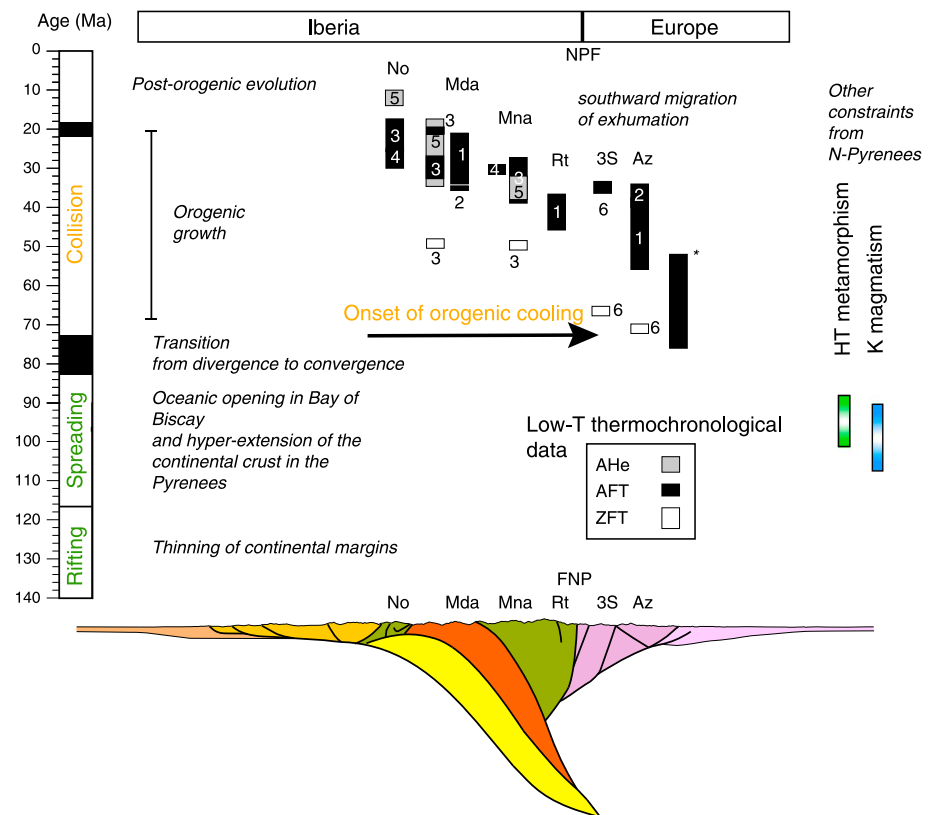 Age (Ma)
Iberia
Europe
NPF
0
10
20
30
40
50
60
70
80
90
100
110
120
130
140
Collision
Spreading
Rifting
Post-orogenic evolution
Orogenic
growth
Transition
from divergence to convergence
Oceanic opening in Bay of
Biscay
and hyper-extension of the
continental crust in the
Pyrenees
Thinning of continental margins
No
5
3
4
Mda
3
5
3
3
1
2
Mna
4
3
5
3
Rt
1
southward migration
of exhumation
3S
6
6
Az
2
1
6
*
Onset of orogenic cooling
Other
constraints
from
N-Pyrenees
HT metamorphism
K magmatism
Low-T thermochronological
data
AHe
AFT
ZFT
FNP
No Mda Mna Rt 3S Az